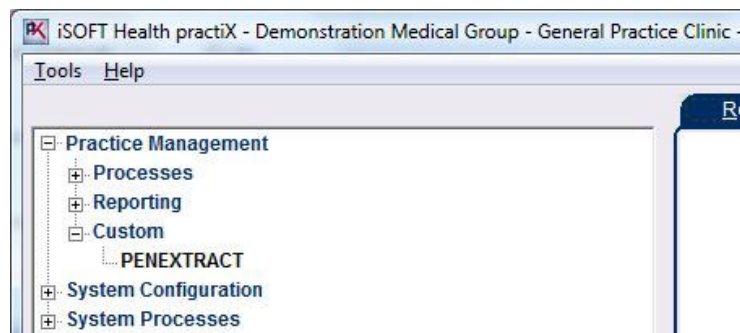 iSOFT Health practiX - Demonstration Medical Group - General Practice Clinic -
Tools Help
Practice Management
Processes
Reporting
Custom
PENEXTRACT
System Configuration
System Processes